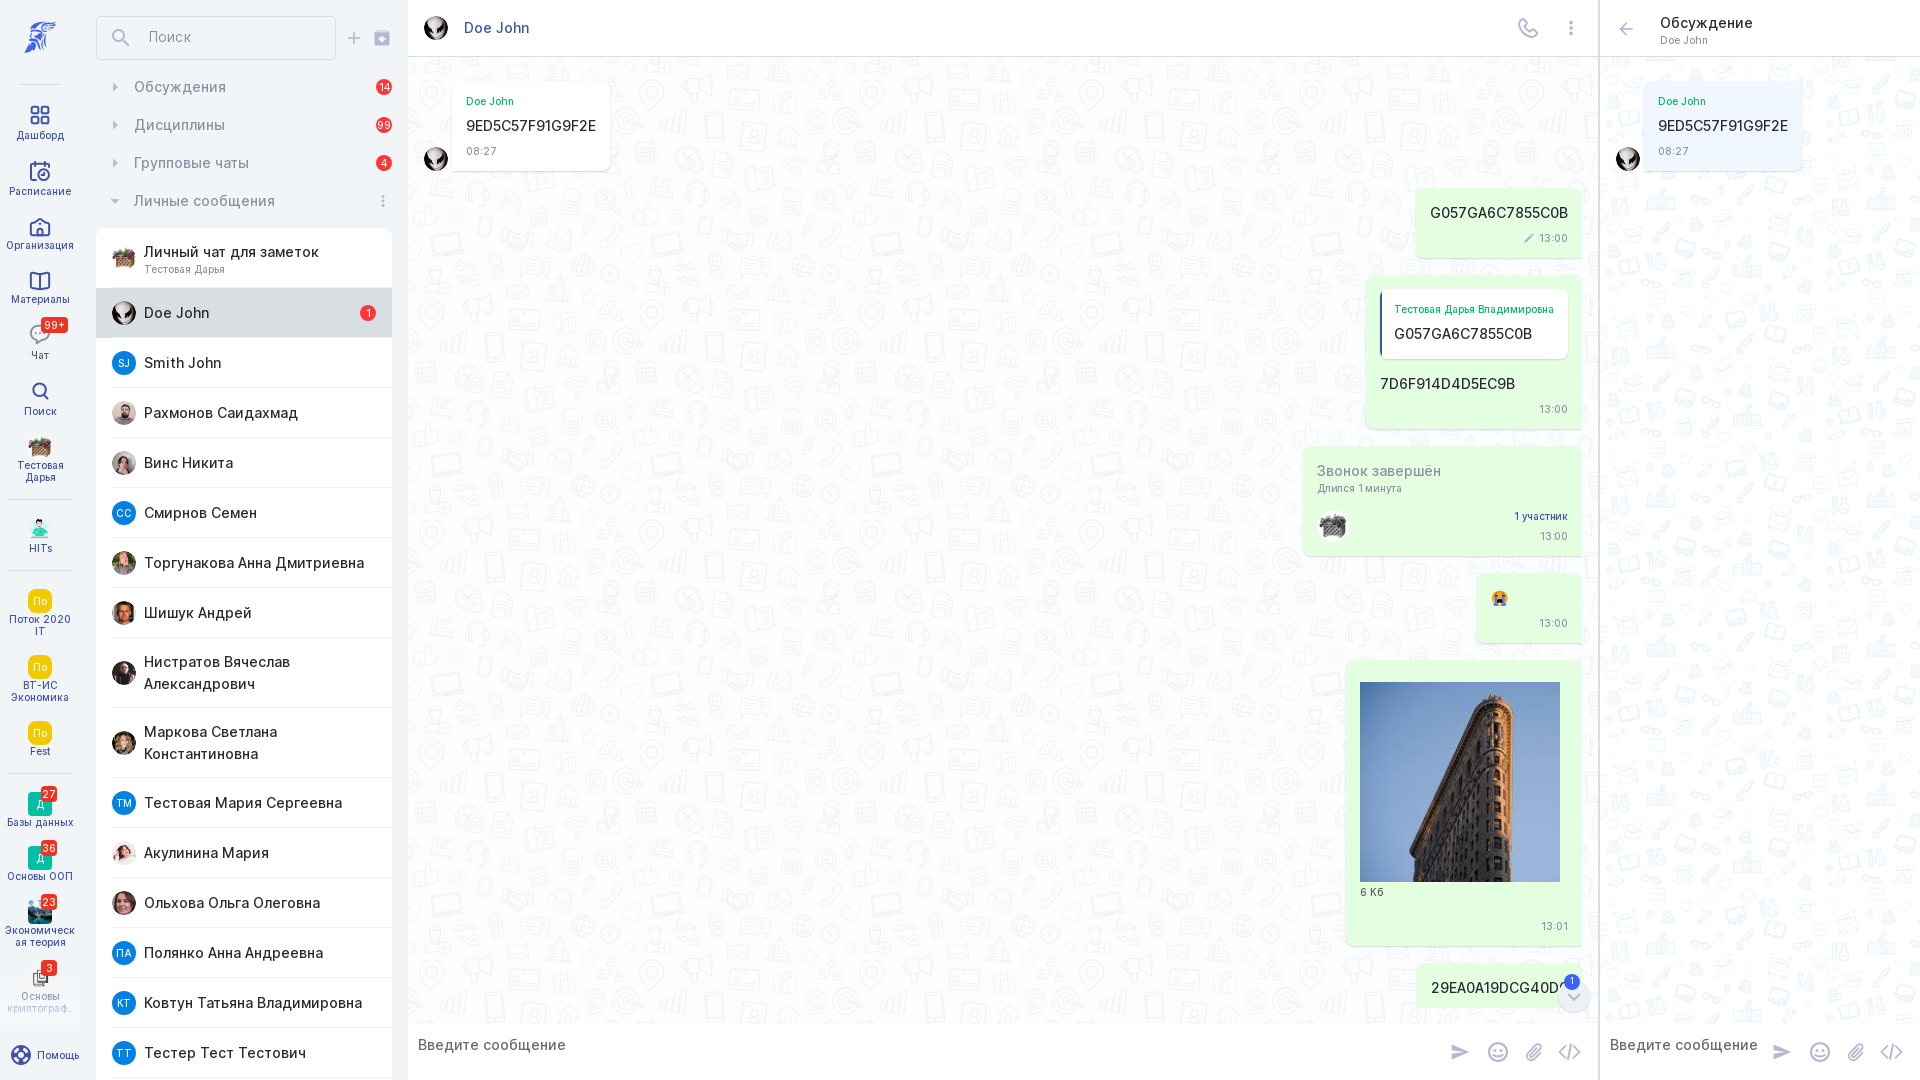 Дашборд
Расписание
Организация
Материалы
99+
Чат
Поиск
Тестовая
Дарья
HITs
По
Поток 2020
IT
По
ВТ-ИС
Экономика
По
Fest
27
Д
Базы данных
36
Д
Основы ООП
23
Экономическ
ая теория
3
Основы
криптограф...
Помощь
Поиск
Обсуждения
14
Дисциплины
99
Групповые чаты
4
Личные сообщения
Личный чат для заметок
Тестовая Дарья
Doe John
1
SJ
Smith John
Рахмонов Саидахмад
Винс Никита
СС
Смирнов Семен
Торгунакова Анна Дмитриевна
Шишук Андрей
Нистратов Вячеслав
Александрович
Маркова Светлана
Константиновна
ТМ
Тестовая Мария Сергеевна
Акулинина Мария
Ольхова Ольга Олеговна
ПА
Полянко Анна Андреевна
КТ
Ковтун Татьяна Владимировна
ТТ
Тестер Тест Тестович
Doe John
Doe John
9ED5C57F91G9F2E
08:27
G057GA6C7855C0B
13:00
Тестовая Дарья Владимировна
G057GA6C7855C0B
7D6F914D4D5EC9B
13:00
Звонок завершён
Длился 1 минута
1 участник
13:00
13:00
6 Кб
13:01
1
Введите сообщение
Обсуждение
Doe John
Doe John
9ED5C57F91G9F2E
08:27
Введите сообщение